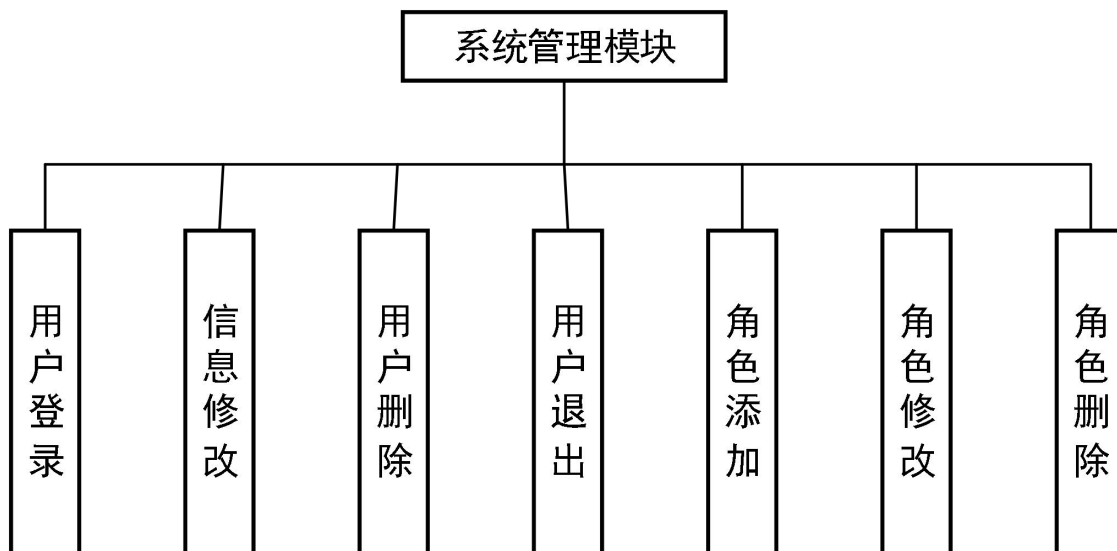 系统管理模块
用户登录
信息修改
用户删除
用户退出
角色添加
角色修改
角色删除